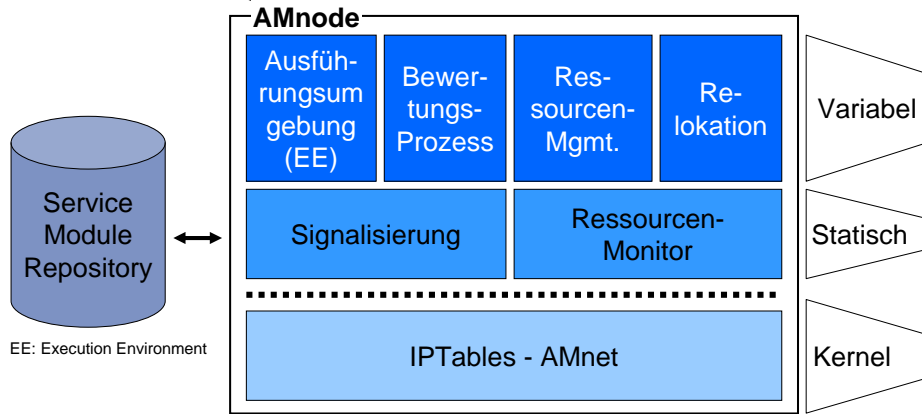 AMnode
Ausfüh-
rungsum
gebung
(EE)
Bewer-
tungs-
Prozess
Res-
sourcen-
Mgmt.
Re-
lokation
Variabel
Service
Module
Repository
Signalisierung
Ressourcen-
Monitor
Statisch
EE: Execution Environment
IPTables - AMnet
Kernel